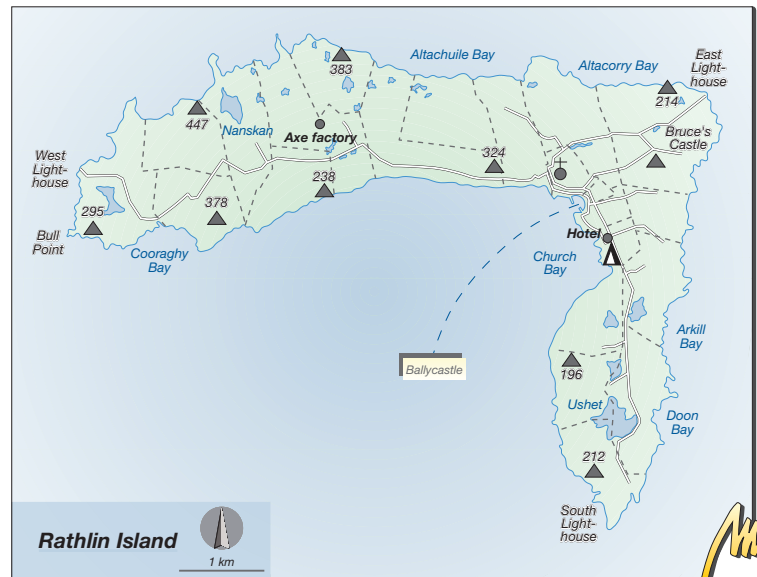 Altachuile Bay
383
Altacorry Bay
East
Light-
house
214
447
Nanskan
Axe factory
Bruce's
Castle
324
West
Light-
house
238
295
378
Bull
Point
Cooraghy
Bay
Hotel
Church
Bay
Arkill
Bay
Ballycastle
196
Ushet
Doon
Bay
212
South
Light-
house
Rathlin Island
1 km